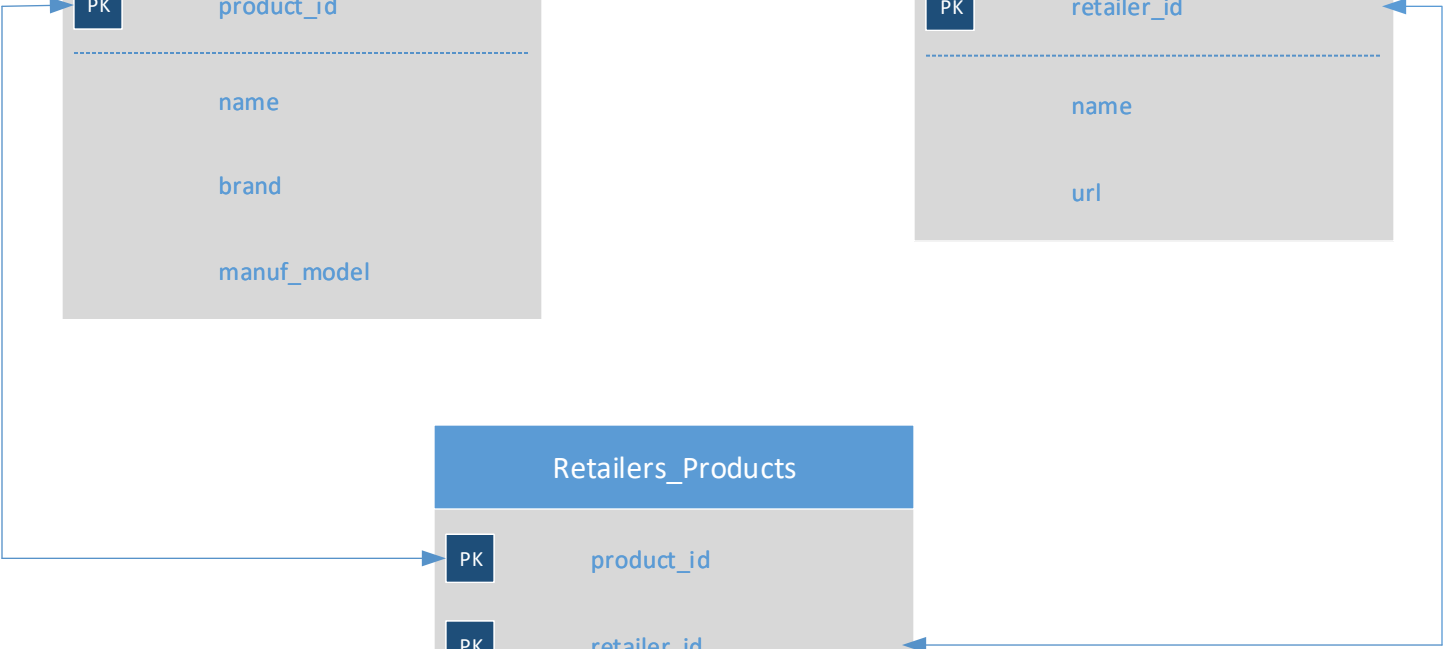 PK product_id
name
brand
manuf_model
PK retailer_id
name
url
Retailers_Products
PK product_id
PK retailer_id